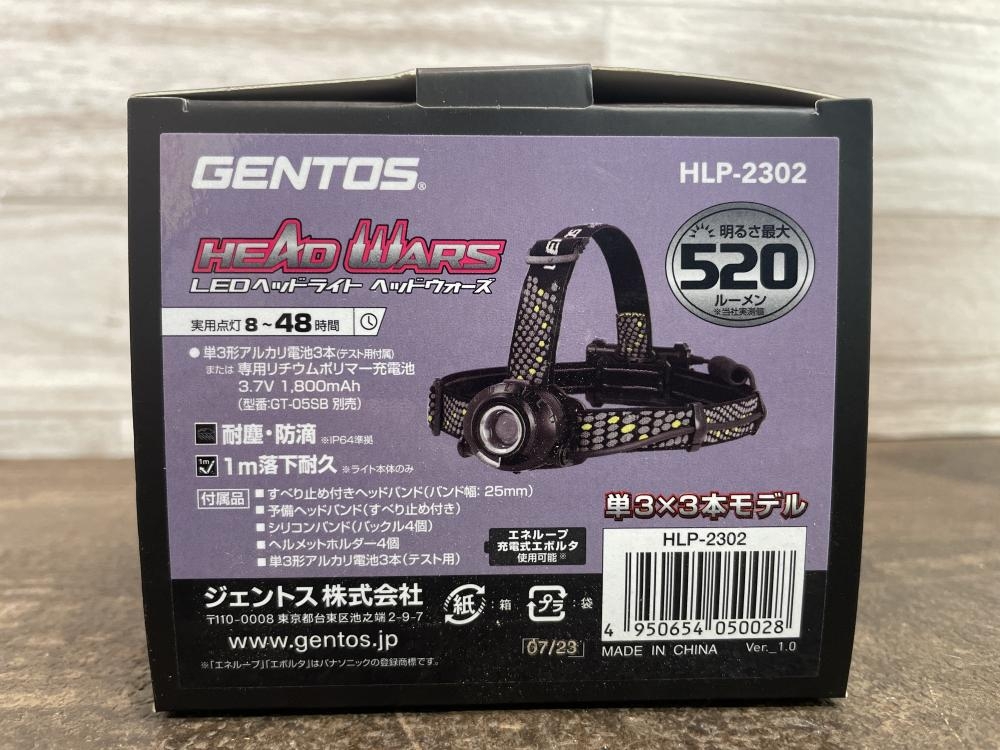 GENTOS®
HLP-2302
HEAD WARS
LEDヘッドライト ヘッドウォーズ
明るさ最大
520
ルーメン
※当社実測値
実用点灯 8～48時間
●単3形アルカリ電池3本(テスト用付属)
または 専用リチウムポリマー充電池
3.7V 1,800mAh
(型番:GT-05SB 別売)
耐塵・防滴 ※IP64準拠
1m
1m落下耐久 ※ライト本体のみ
付属品
■すべり止め付きヘッドバンド(バンド幅: 25mm)
■予備ヘッドバンド(すべり止め付き)
■シリコンバンド(バックル4個)
■ヘルメットホルダー4個
■単3形アルカリ電池3本(テスト用)
エネループ
充電式エボルタ
使用可能※
単3×3本モデル
HLP-2302
4 950654 050028
MADE IN CHINA Ver._1.0
ジェントス株式会社
〒110-0008 東京都台東区池之端2-9-7
www.gentos.jp
紙 : 箱
プラ : 袋
07/23
※「エネループ」「エボルタ」はパナソニックの登録商標です。